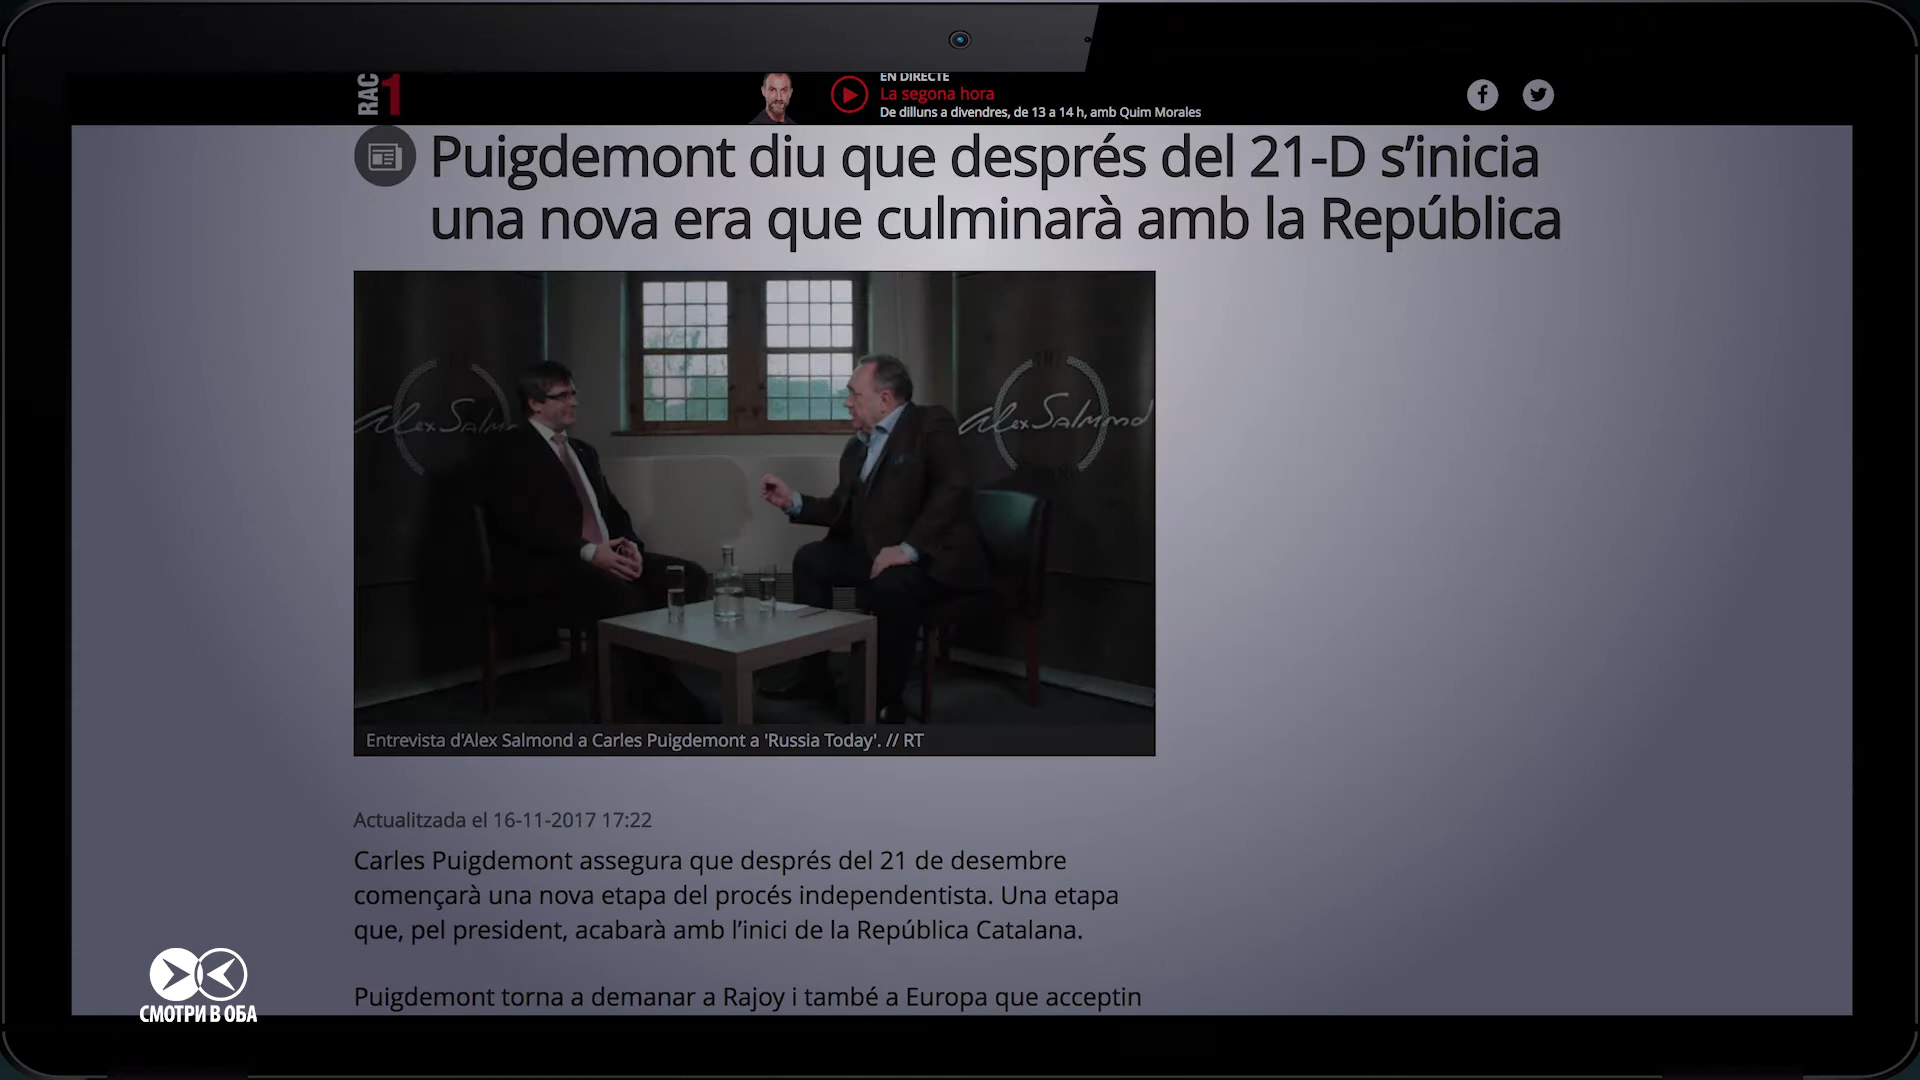 RAC1
EN DIRECTE
La segona hora
De dilluns a divendres, de 13 a 14 h, amb Quim Morales
Puigdemont diu que després del 21-D s’inicia
una nova era que culminarà amb la República
Alex Salmond
Alex Salmond
Entrevista d'Alex Salmond a Carles Puigdemont a 'Russia Today'. // RT
Actualitzada el 16-11-2017 17:22
Carles Puigdemont assegura que després del 21 de desembre
començarà una nova etapa del procés independentista. Una etapa
que, pel president, acabarà amb l’inici de la República Catalana.
Puigdemont torna a demanar a Rajoy i també a Europa que acceptin
СМОТРИ В ОБА